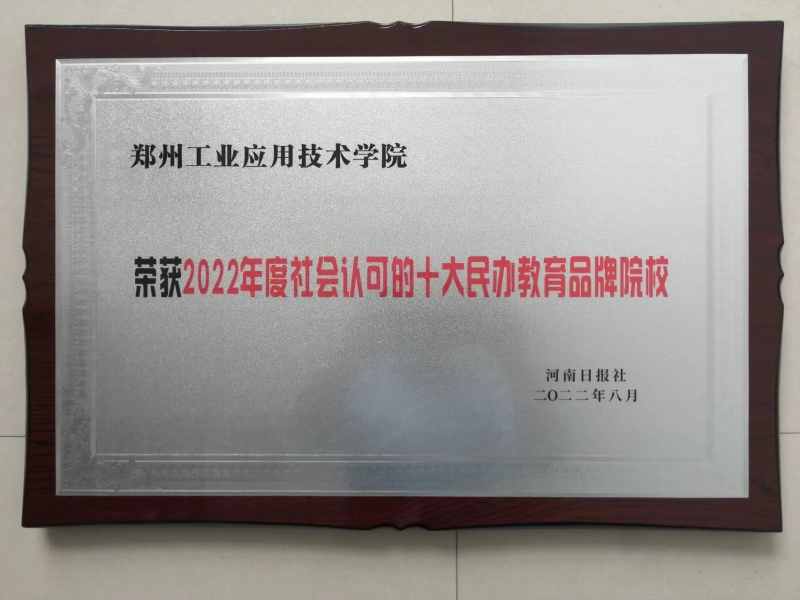 郑州工业应用技术学院
荣获2022年度社会认可的十大民办教育品牌院校
河南日报社
二〇二二年八月